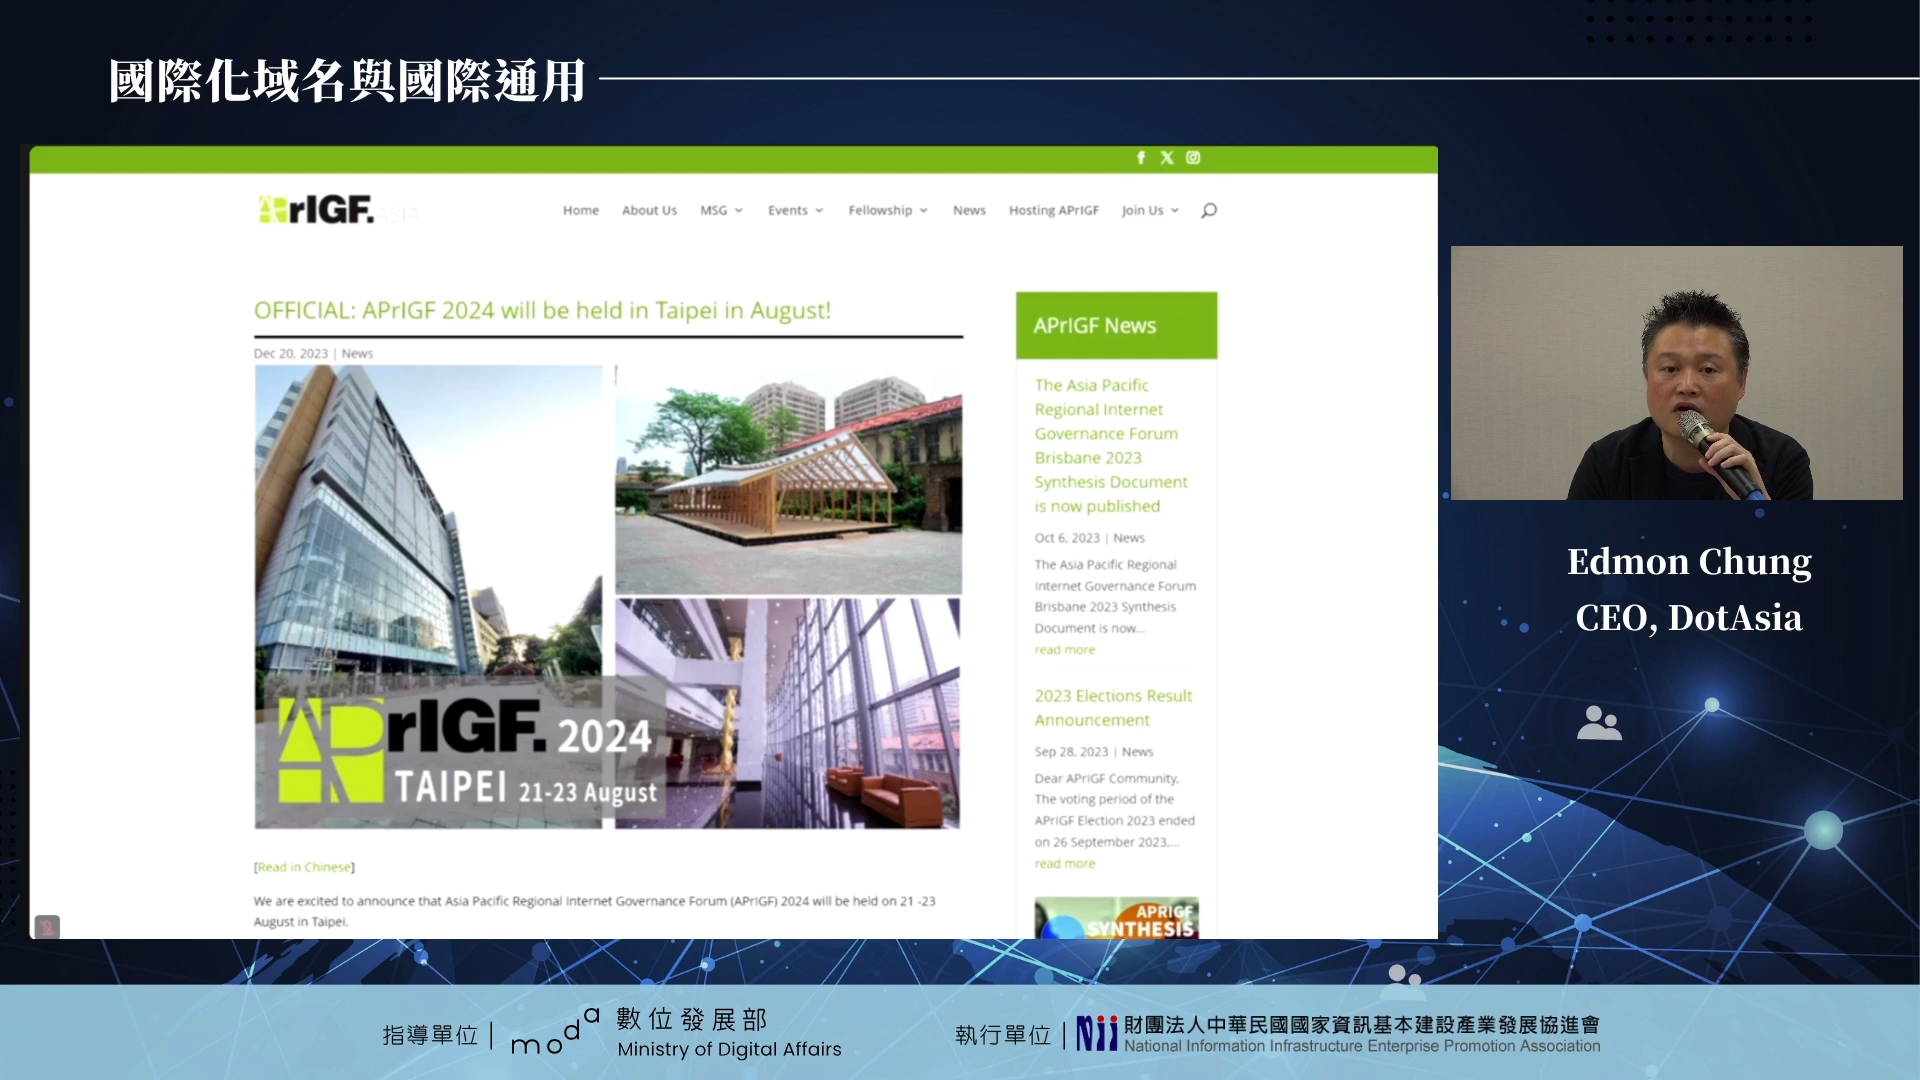 國際化域名與國際通用
APrIGF.ASIA
Home About Us MSG Events Fellowship News Hosting APrIGF Join Us
OFFICIAL: APrIGF 2024 will be held in Taipei in August!
Dec 20, 2023 | News
APrIGF. 2024
TAIPEI 21-23 August
[Read in Chinese]
We are excited to announce that Asia Pacific Regional Internet Governance Forum (APrIGF) 2024 will be held on 21 -23
August in Taipei.
APrIGF News
The Asia Pacific
Regional Internet
Governance Forum
Brisbane 2023
Synthesis Document
is now published
Oct 6, 2023 | News
The Asia Pacific Regional
Internet Governance Forum
Brisbane 2023 Synthesis
Document is now...
read more
2023 Elections Result
Announcement
Sep 28, 2023 | News
Dear APrIGF Community,
The voting period of the
APrIGF Election 2023 ended
on 26 September 2023,...
read more
APRIGF
SYNTHESIS
Edmon Chung
CEO, DotAsia
指導單位 | moda 數位發展部
Ministry of Digital Affairs
執行單位 | NII 財團法人中華民國國家資訊基本建設產業發展協進會
National Information Infrastructure Enterprise Promotion Association